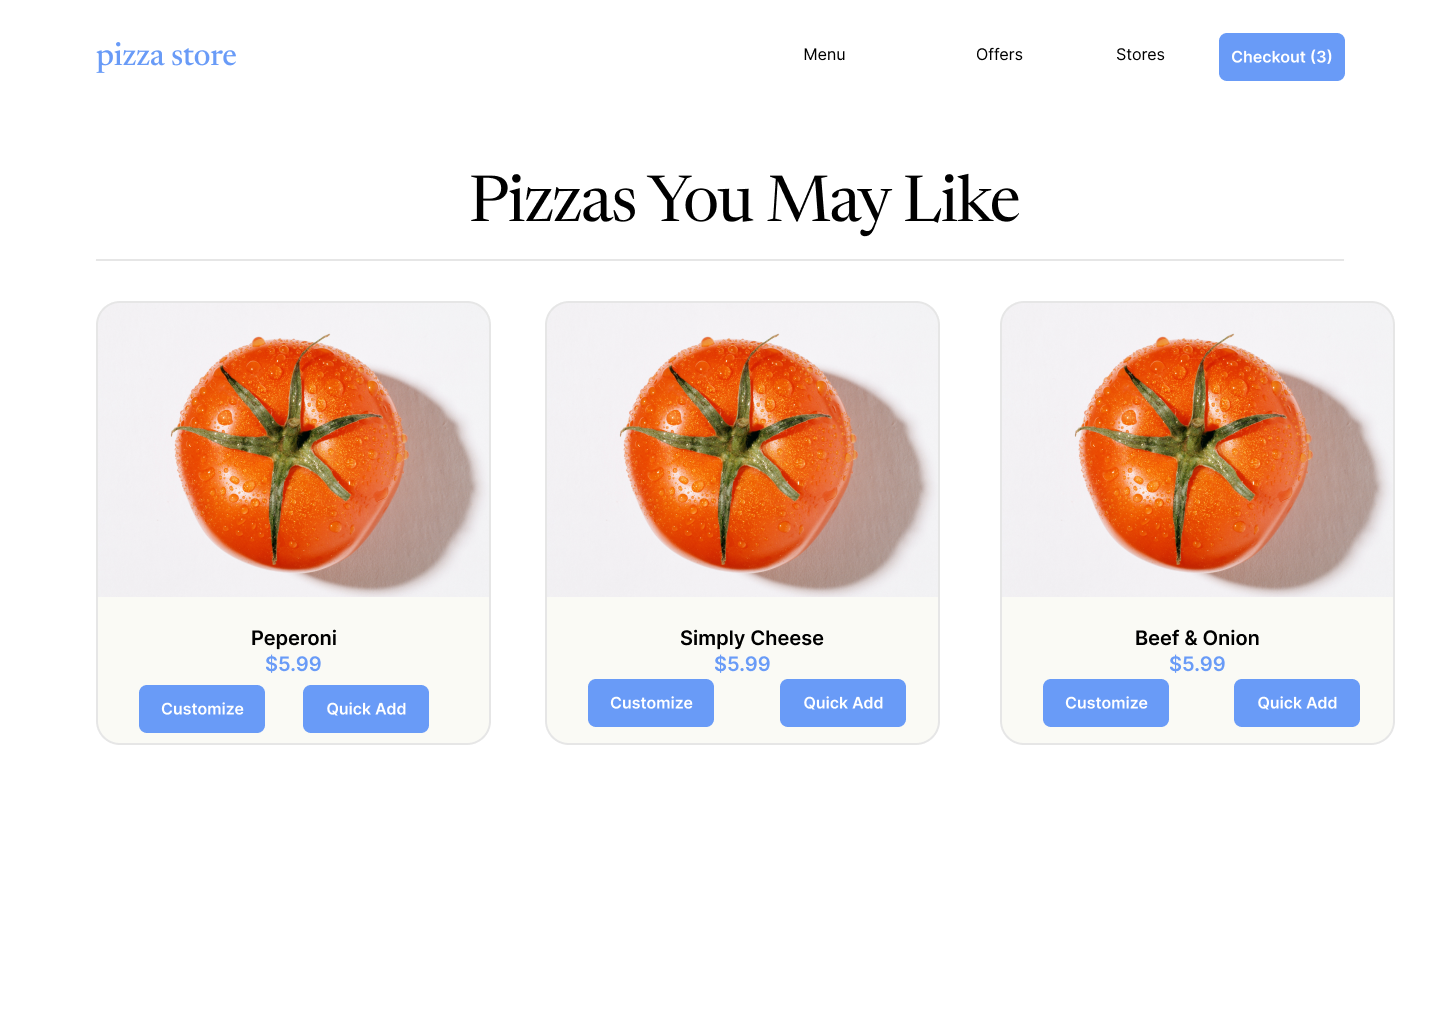 pizza store
Menu Offers Stores Checkout (3)
Pizzas You May Like
Peperoni
$5.99
Customize Quick Add
Simply Cheese
$5.99
Customize Quick Add
Beef & Onion
$5.99
Customize Quick Add